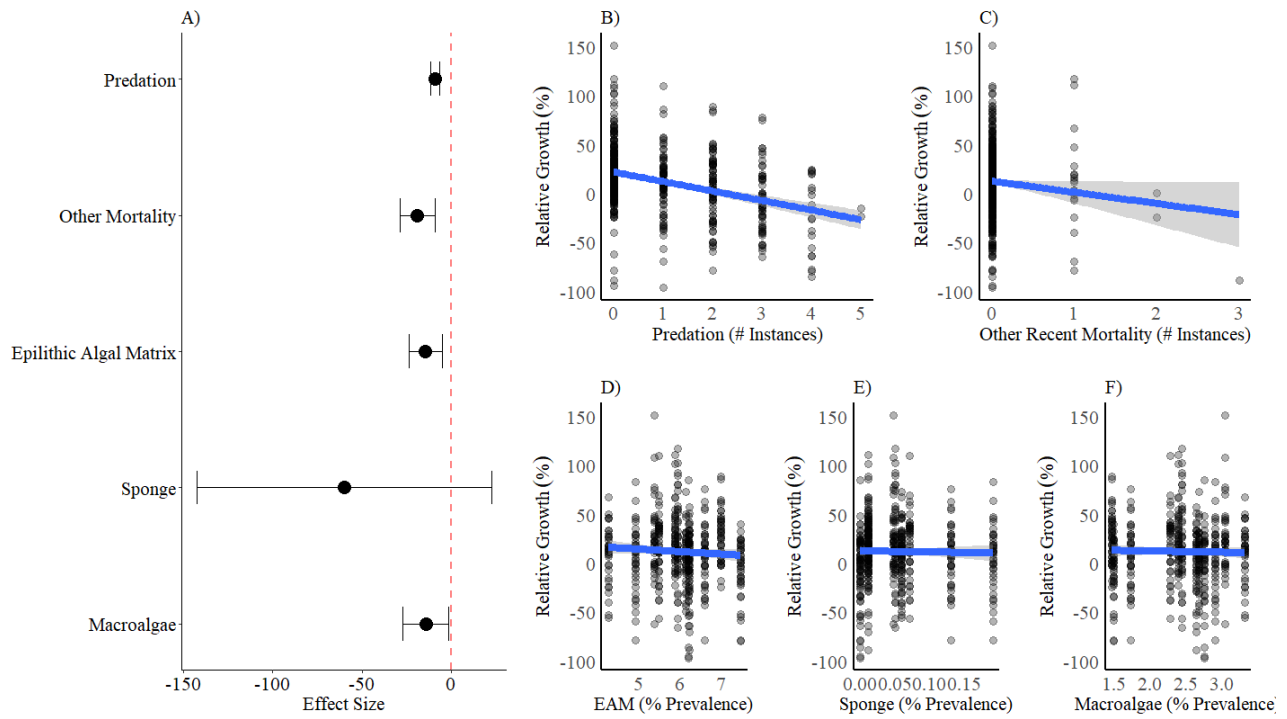 A)
Predation
Other Mortality
Epilithic Algal Matrix
Sponge
Macroalgae
-150
-100
-50
0
Effect Size
B)
Relative Growth (%)
150
100
50
0
-50
-100
0 1 2 3 4 5
Predation (# Instances)
C)
Relative Growth (%)
150
100
50
0
-50
-100
0 1 2 3
Other Recent Mortality (# Instances)
D)
Relative Growth (%)
150
100
50
0
-50
-100
5 6 7
EAM (% Prevalence)
E)
Relative Growth (%)
150
100
50
0
-50
-100
0.00 0.05 0.10 0.15
Sponge (% Prevalence)
F)
Relative Growth (%)
150
100
50
0
-50
-100
1.5 2.0 2.5 3.0
Macroalgae (% Prevalence)